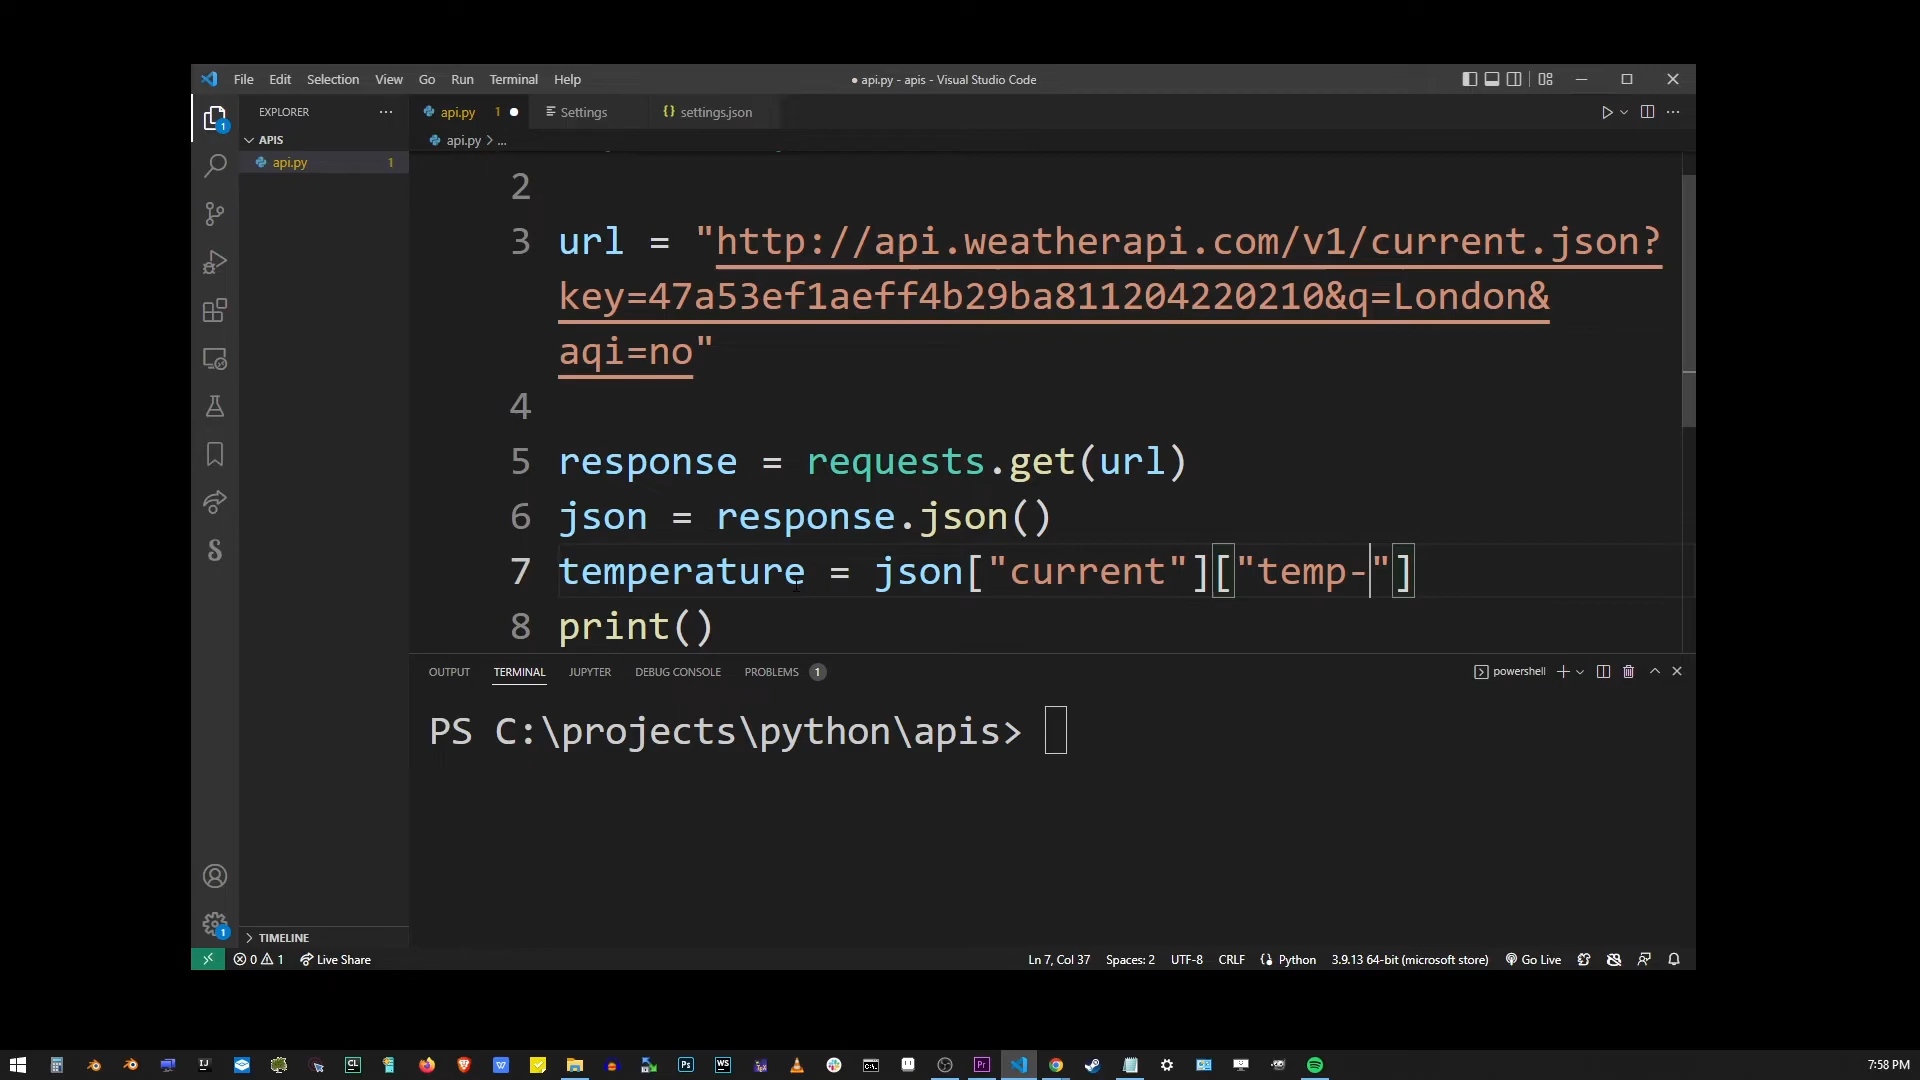 File Edit Selection View Go Run Terminal Help
● api.py - apis - Visual Studio Code
EXPLORER
api.py 1
Settings
settings.json
APIS
api.py > ...
api.py 1
2
3 url = "http://api.weatherapi.com/v1/current.json?
key=47a53ef1aeff4b29ba811204220210&q=London&
aqi=no"
4
5 response = requests.get(url)
6 json = response.json()
7 temperature = json["current"]["temp-"]
8 print()
OUTPUT TERMINAL JUPYTER DEBUG CONSOLE PROBLEMS 1
powershell
PS C:\projects\python\apis>
TIMELINE
0 1 Live Share
Ln 7, Col 37 Spaces: 2 UTF-8 CRLF Python 3.9.13 64-bit (microsoft store) Go Live
7:58 PM